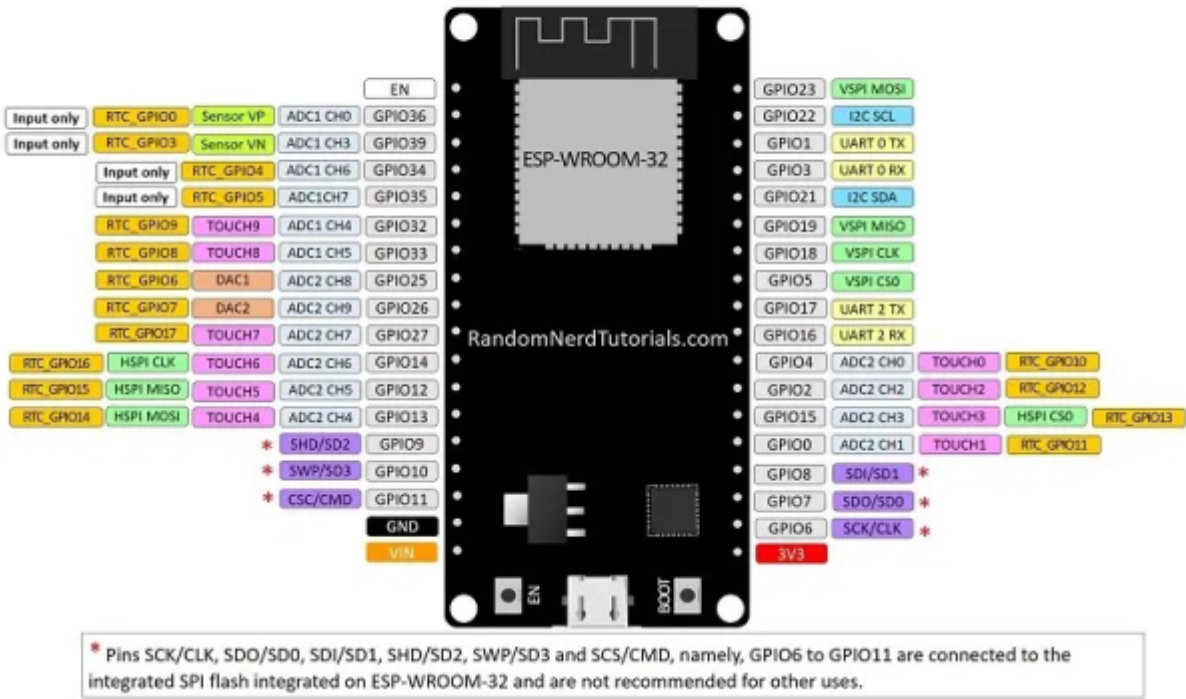 EN
Input only RTC_GPIO0 Sensor VP ADC1 CH0 GPIO36
Input only RTC_GPIO3 Sensor VN ADC1 CH3 GPIO39
Input only RTC_GPIO4 ADC1 CH6 GPIO34
Input only RTC_GPIO5 ADC1CH7 GPIO35
RTC_GPIO9 TOUCH9 ADC1 CH4 GPIO32
RTC_GPIO8 TOUCH8 ADC1 CH5 GPIO33
RTC_GPIO6 DAC1 ADC2 CH8 GPIO25
RTC_GPIO7 DAC2 ADC2 CH9 GPIO26
RTC_GPIO17 TOUCH7 ADC2 CH7 GPIO27
RTC_GPIO16 HSPI CLK TOUCH6 ADC2 CH6 GPIO14
RTC_GPIO15 HSPI MISO TOUCH5 ADC2 CH5 GPIO12
RTC_GPIO14 HSPI MOSI TOUCH4 ADC2 CH4 GPIO13
* SHD/SD2 GPIO9
* SWP/SD3 GPIO10
* CSC/CMD GPIO11
GND
VIN
ESP-WROOM-32
RandomNerdTutorials.com
EN
BOOT
GPIO23 VSPI MOSI
GPIO22 I2C SCL
GPIO1 UART 0 TX
GPIO3 UART 0 RX
GPIO21 I2C SDA
GPIO19 VSPI MISO
GPIO18 VSPI CLK
GPIO5 VSPI CS0
GPIO17 UART 2 TX
GPIO16 UART 2 RX
GPIO4 ADC2 CH0 TOUCH0 RTC_GPIO10
GPIO2 ADC2 CH2 TOUCH2 RTC_GPIO12
GPIO15 ADC2 CH3 TOUCH3 HSPI CS0 RTC_GPIO13
GPIO0 ADC2 CH1 TOUCH1 RTC_GPIO11
GPIO8 SDI/SD1 *
GPIO7 SDO/SD0 *
GPIO6 SCK/CLK *
3V3
* Pins SCK/CLK, SDO/SD0, SDI/SD1, SHD/SD2, SWP/SD3 and SCS/CMD, namely, GPIO6 to GPIO11 are connected to the
integrated SPI flash integrated on ESP-WROOM-32 and are not recommended for other uses.